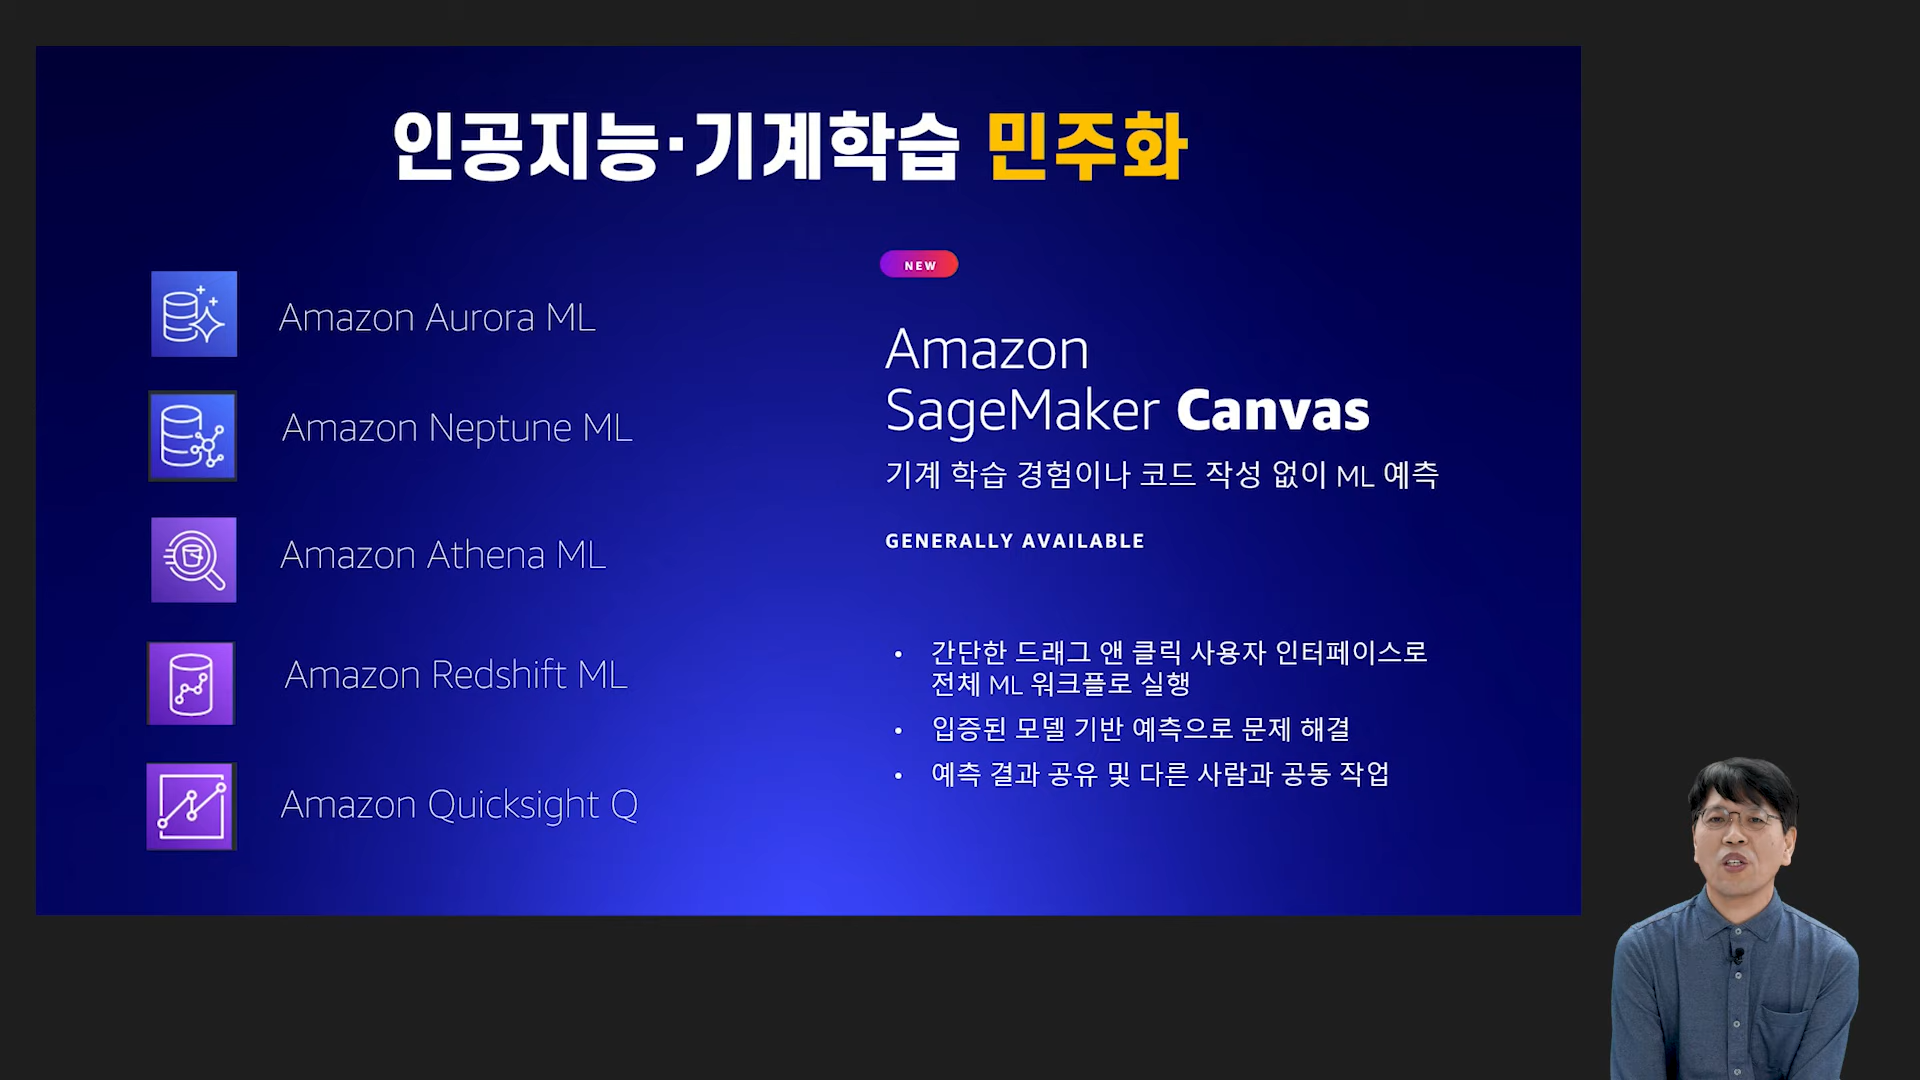 인공지능·기계학습 민주화
Amazon Aurora ML
Amazon Neptune ML
Amazon Athena ML
Amazon Redshift ML
Amazon Quicksight Q
NEW
Amazon
SageMaker Canvas
기계 학습 경험이나 코드 작성 없이 ML 예측
GENERALLY AVAILABLE
• 간단한 드래그 앤 클릭 사용자 인터페이스로
전체 ML 워크플로 실행
• 입증된 모델 기반 예측으로 문제 해결
• 예측 결과 공유 및 다른 사람과 공동 작업